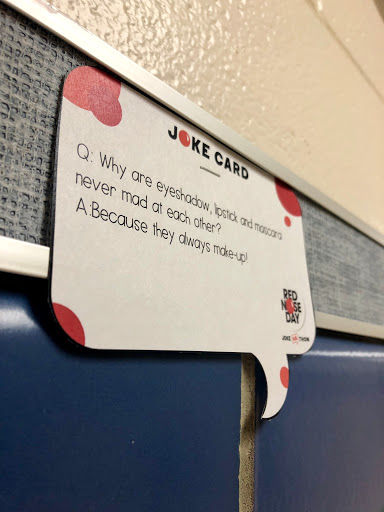 JOKE CARD
Q: Why are eyeshadow, lipstick and mascara
never mad at each other?
A:Because they always make-up!
RED
NOSE
DAY
JOKE THON